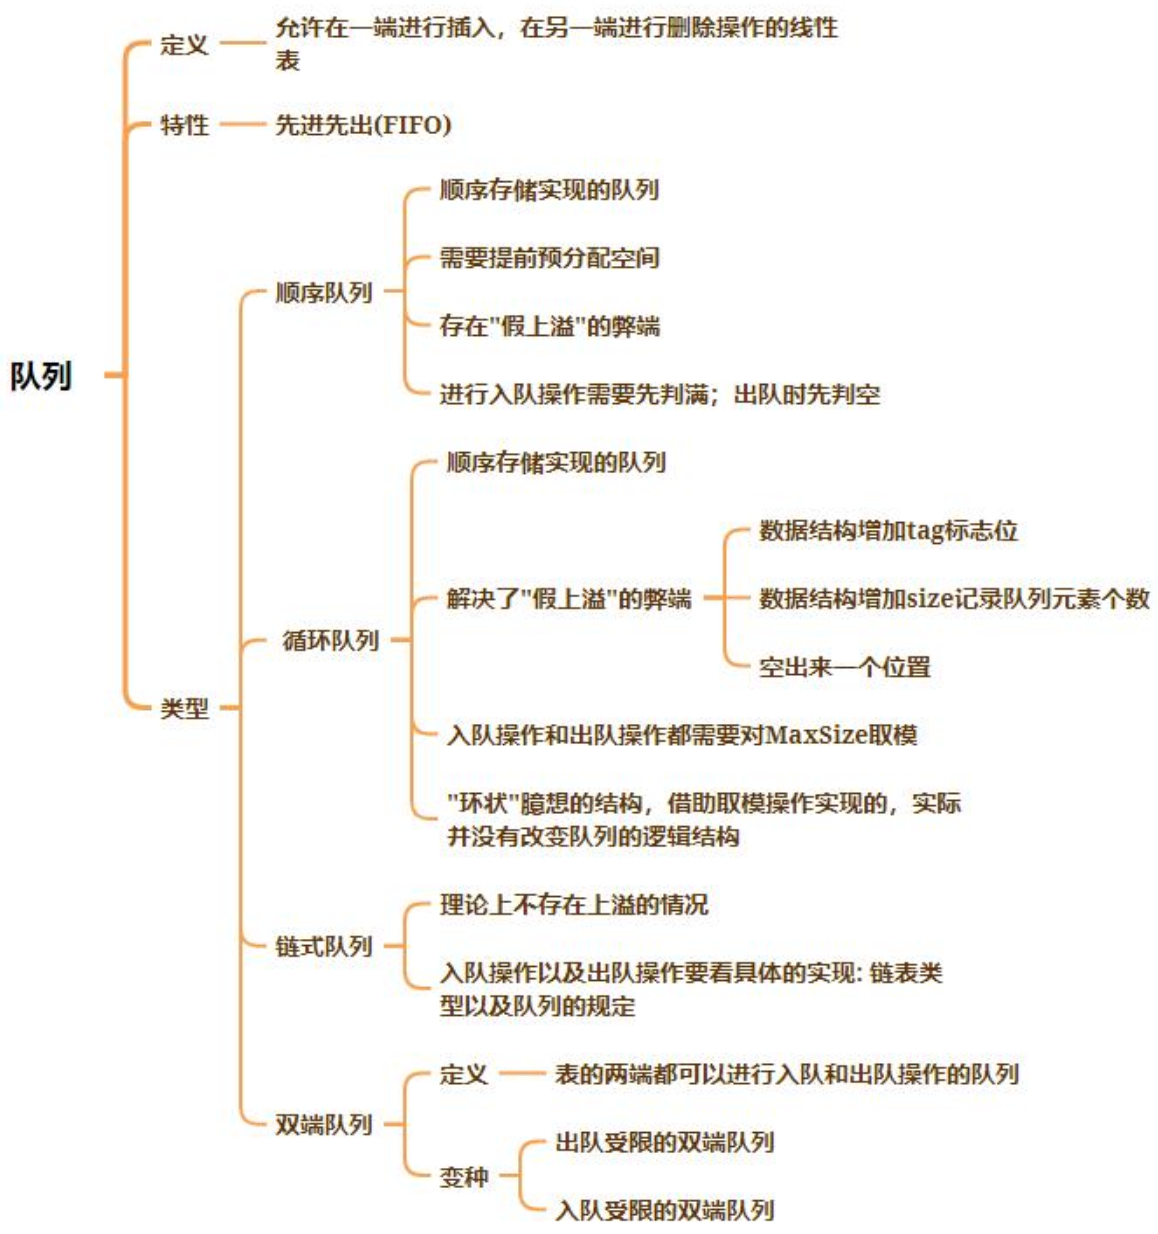 队列
定义
允许在一端进行插入，在另一端进行删除操作的线性
表
特性
先进先出(FIFO)
类型
顺序队列
顺序存储实现的队列
需要提前预分配空间
存在"假上溢"的弊端
进行入队操作需要先判满；出队时先判空
循环队列
顺序存储实现的队列
解决了"假上溢"的弊端
数据结构增加tag标志位
数据结构增加size记录队列元素个数
空出来一个位置
入队操作和出队操作都需要对MaxSize取模
"环状"臆想的结构，借助取模操作实现的，实际
并没有改变队列的逻辑结构
链式队列
理论上不存在上溢的情况
入队操作以及出队操作要看具体的实现: 链表类
型以及队列的规定
双端队列
定义
表的两端都可以进行入队和出队操作的队列
变种
出队受限的双端队列
入队受限的双端队列